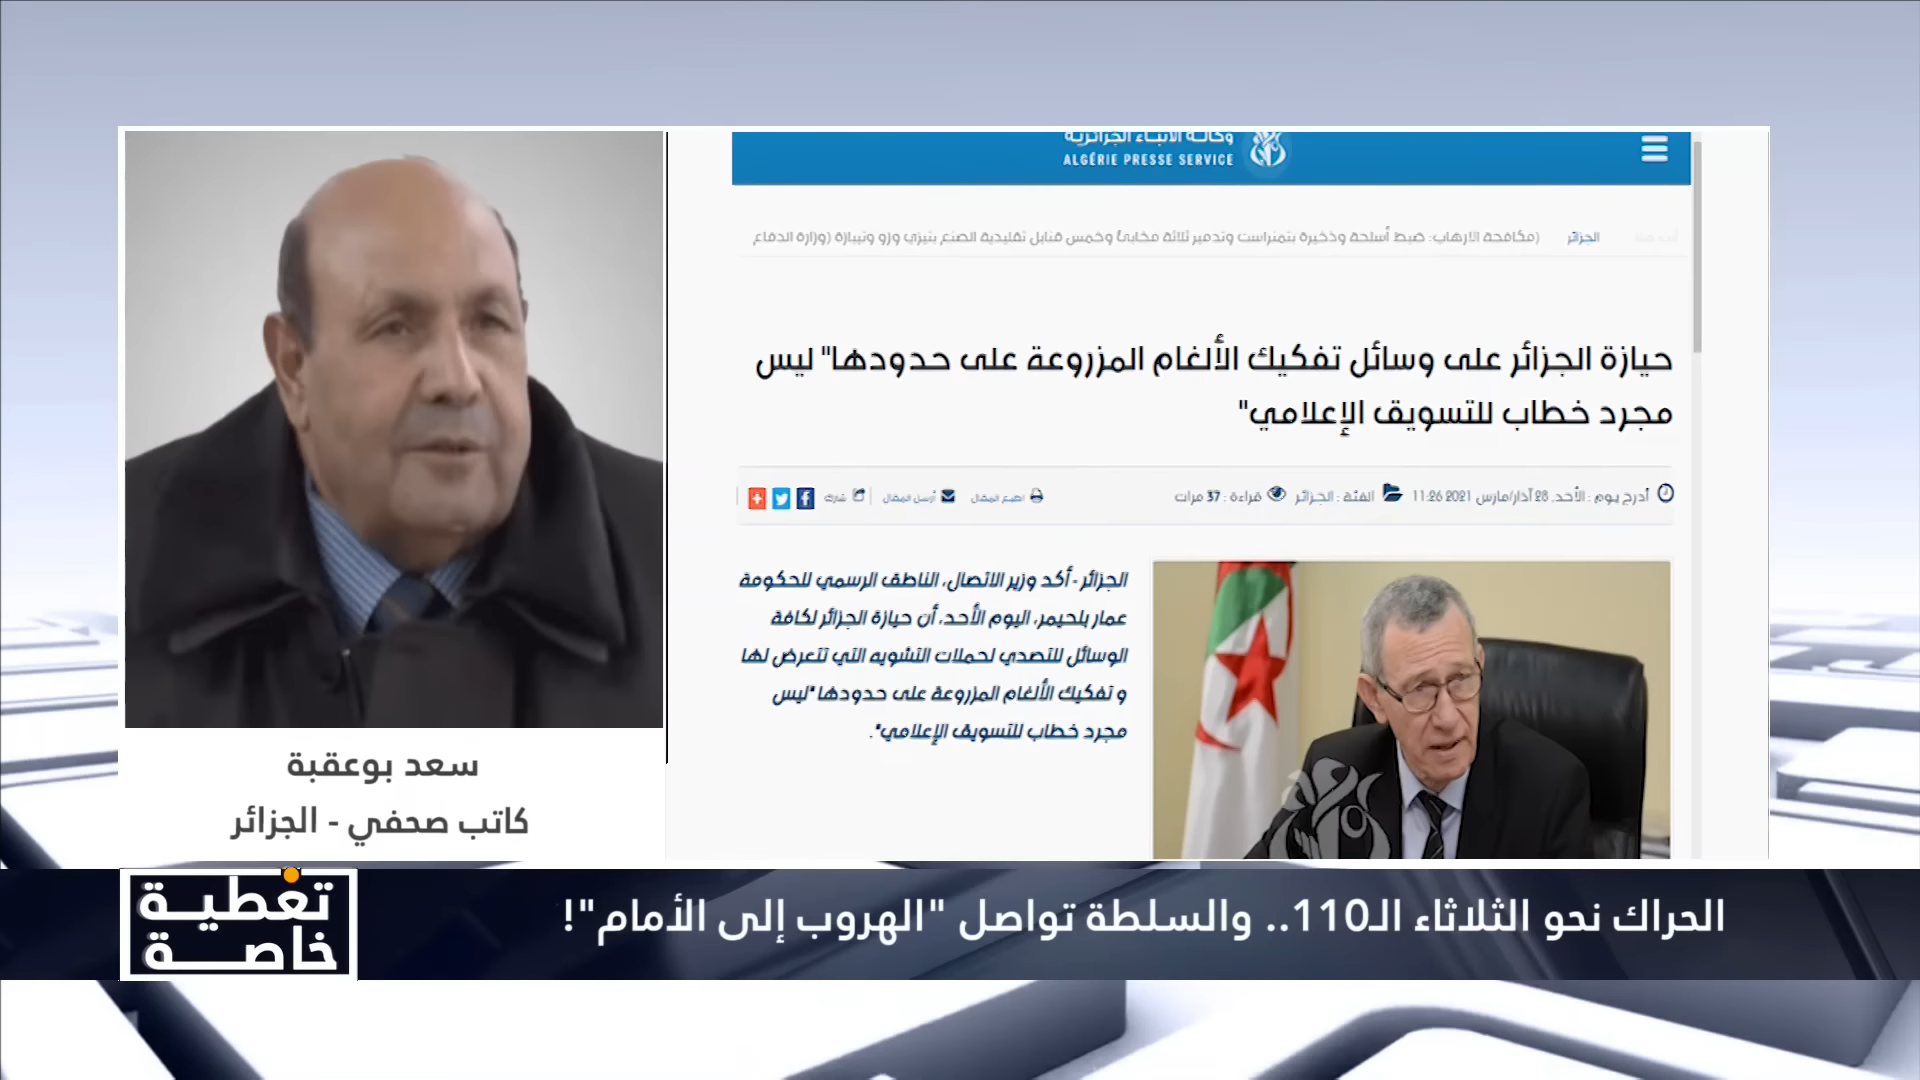 وكالة الأنباء الجزائرية
ALGÉRIE PRESSE SERVICE
الجزائر
(مكافحة الارهاب: ضبط أسلحة وذخيرة بتمنراست وتدمير ثلاثة مخابئ وخمس قنابل تقليدية الصنع بتيزي وزو وتيبازة (وزارة الدفاع
حيازة الجزائر على وسائل تفكيك الألغام المزروعة على حدودها" ليس
مجرد خطاب للتسويق الإعلامي"
أدرج يوم : الأحد, 28 آذار/مارس 2021 11:26 الفئة : الجزائر قراءة : 37 مرات اطبع المقال أرسل المقال شارك
الجزائر - أكد وزير الاتصال، الناطق الرسمي للحكومة
عمار بلحيمر، اليوم الأحد، أن حيازة الجزائر لكافة
الوسائل للتصدي لحملات التشويه التي تتعرض لها
و تفكيك الألغام المزروعة على حدودها "ليس
مجرد خطاب للتسويق الإعلامي".
سعد بوعقبة
كاتب صحفي - الجزائر
الحراك نحو الثلاثاء الـ110.. والسلطة تواصل "الهروب إلى الأمام"!
تغطية
خاصة